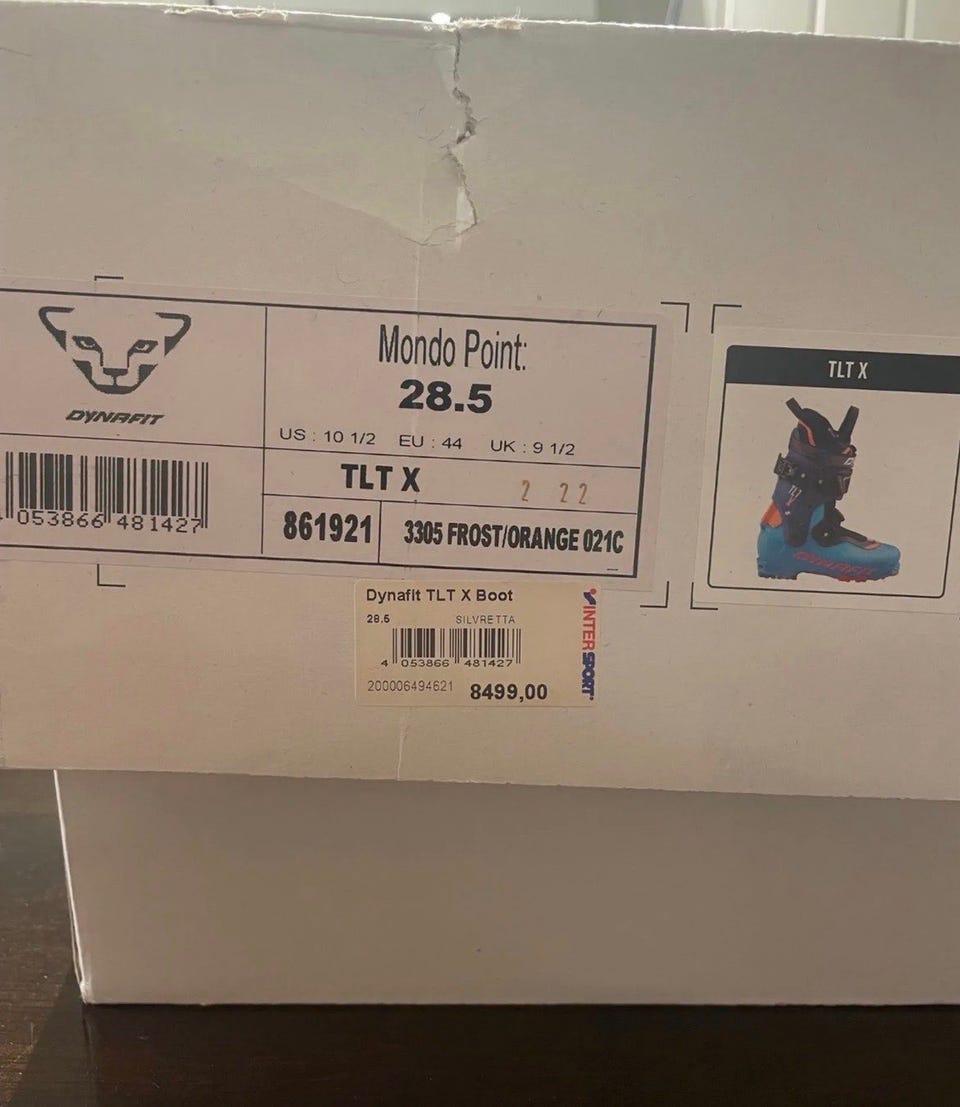 DYNAFIT
053866 481427
Mondo Point:
28.5
US : 10 1/2 EU : 44 UK : 9 1/2
TLT X 2 22
861921 3305 FROST/ORANGE 021C
TLT X
DYNAFIT
Dynafit TLT X Boot
28.5 SILVRETTA
4 053866 481427
200006494621 8499,00
INTERSPORT